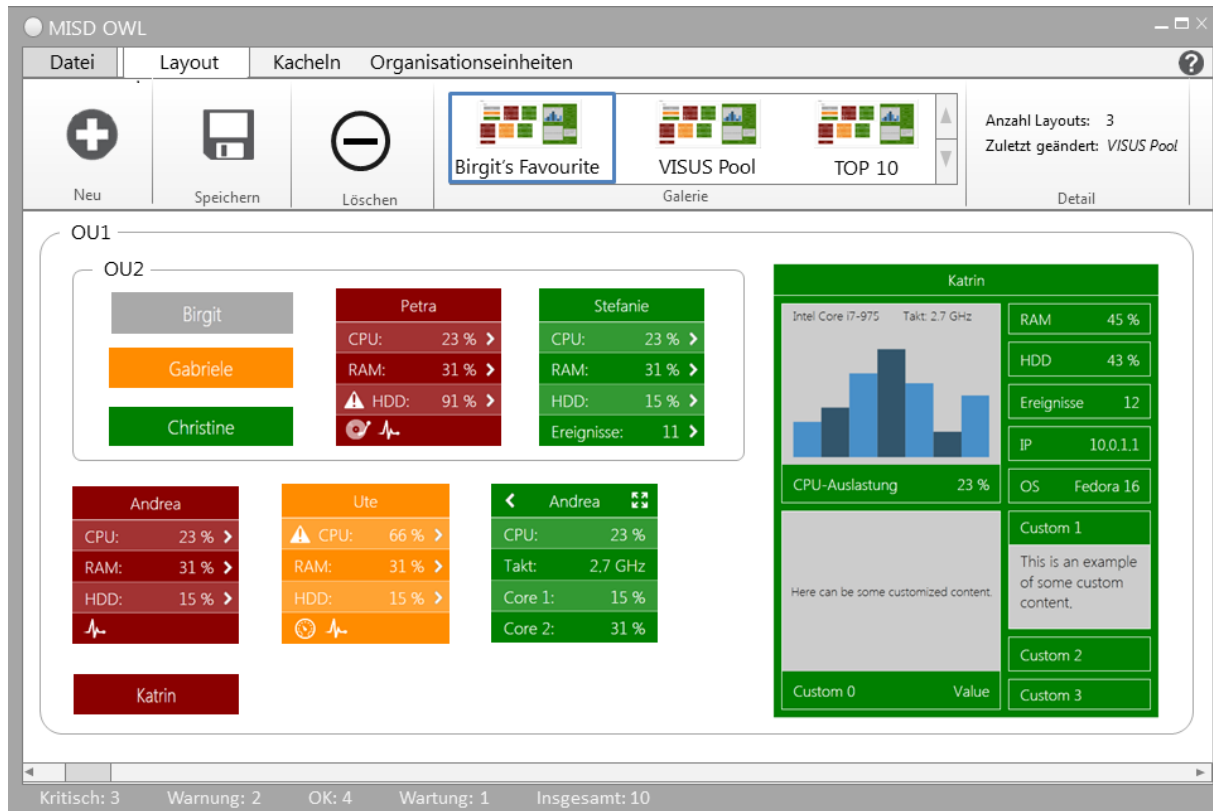 MISD OWL
Datei Layout Kacheln Organisationseinheiten
Neu
Speichern
Löschen
Birgit's Favourite
VISUS Pool
TOP 10
Galerie
Anzahl Layouts: 3
Zuletzt geändert: VISUS Pool
Detail
OU1
OU2
Birgit
Gabriele
Christine
Petra
CPU: 23 %
RAM: 31 %
HDD: 91 %
Stefanie
CPU: 23 %
RAM: 31 %
HDD: 15 %
Ereignisse: 11
Andrea
CPU: 23 %
RAM: 31 %
HDD: 15 %
Ute
CPU: 66 %
RAM: 31 %
HDD: 15 %
Andrea
CPU: 23 %
Takt: 2,7 GHz
Core 1: 15 %
Core 2: 31 %
Katrin
Katrin
Intel Core i7-975 Takt: 2.7 GHz
CPU-Auslastung 23 %
Here can be some customized content.
Custom 0 Value
RAM 45 %
HDD 43 %
Ereignisse 12
IP 10.0.1.1
OS Fedora 16
Custom 1
This is an example
of some custom
content.
Custom 2
Custom 3
Kritisch: 3 Warnung: 2 OK: 4 Wartung: 1 Insgesamt: 10